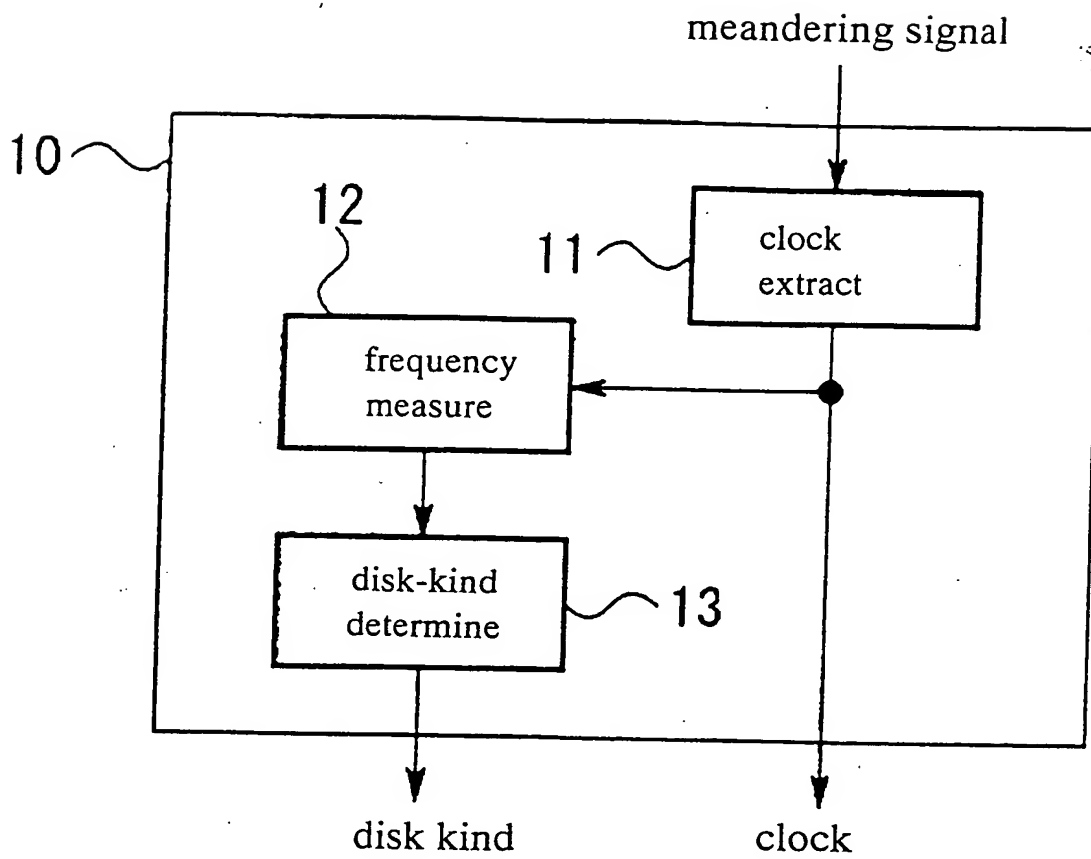 meandering signal
10
12
11
clock
extract
frequency
measure
disk-kind
determine
13
disk kind
clock